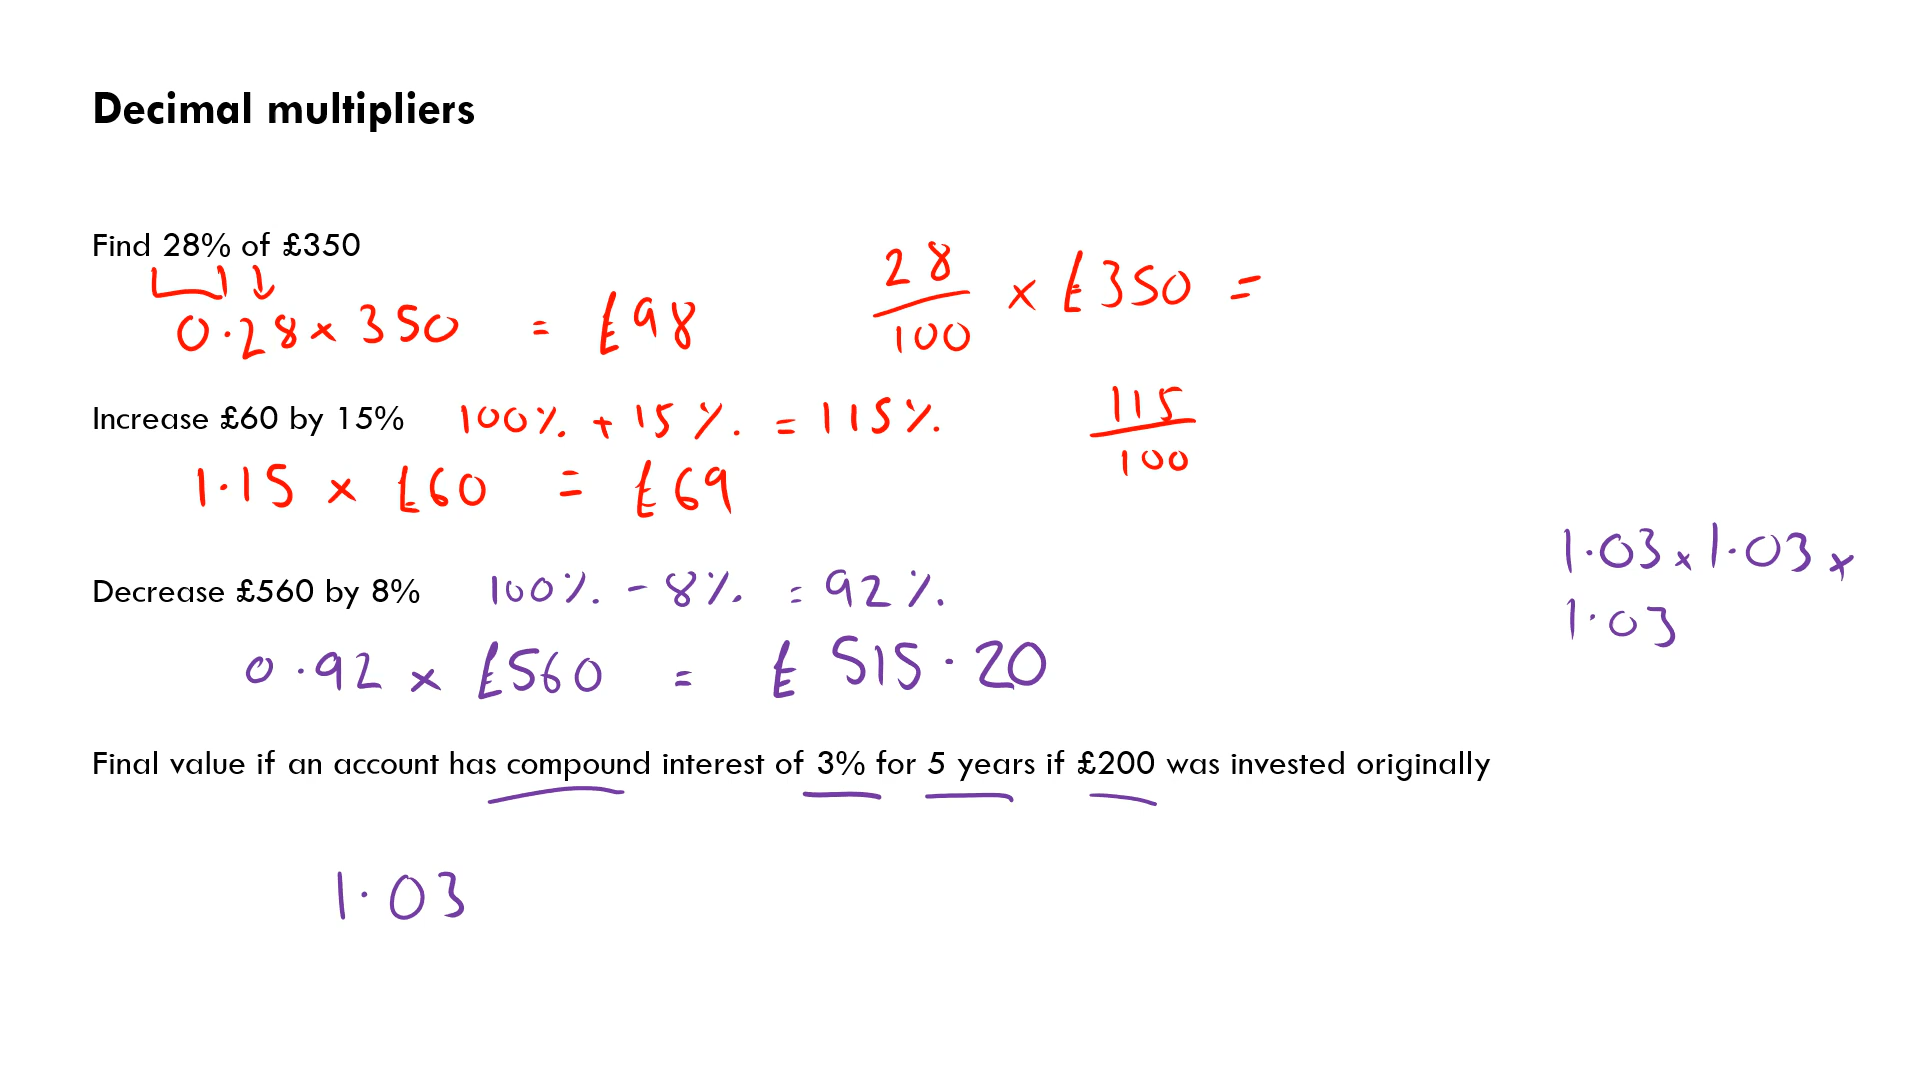 Decimal multipliers
Find 28% of £350
0.28 × 350 = £98
28/100 × £350 =
Increase £60 by 15% 100% + 15% = 115%
115/100
1.15 × £60 = £69
1.03 × 1.03 ×
1.03
Decrease £560 by 8% 100% - 8% = 92%
0.92 × £560 = £515.20
Final value if an account has compound interest of 3% for 5 years if £200 was invested originally
1.03